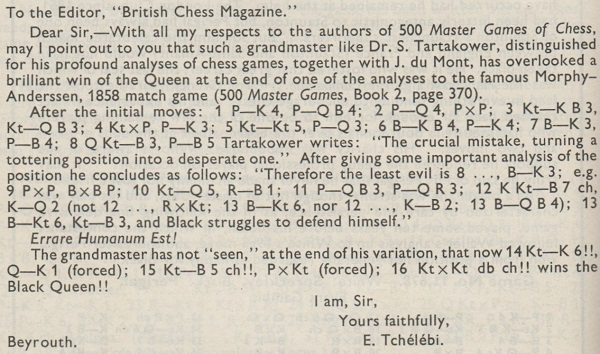 To the Editor, "British Chess Magazine."
Dear Sir,—With all my respects to the authors of 500 Master Games of Chess,
may I point out to you that such a grandmaster like Dr. S. Tartakower, distinguished
for his profound analyses of chess games, together with J. du Mont, has overlooked a
brilliant win of the Queen at the end of one of the analyses to the famous Morphy–
Anderssen, 1858 match game (500 Master Games, Book 2, page 370).
After the initial moves: 1 P—K 4, P—Q B 4; 2 P—Q 4, P×P; 3 Kt—K B 3,
Kt—Q B 3; 4 Kt×P, P—K 3; 5 Kt—Kt 5, P—Q 3; 6 B—K B 4, P—K 4; 7 B—K 3,
P—B 4; 8 Q Kt—B 3, P—B 5 Tartakower writes: "The crucial mistake, turning a
tottering position into a desperate one." After giving some important analysis of the
position he concludes as follows: "Therefore the least evil is 8 ..., B—K 3; e.g.
9 P×P, B×B P; 10 Kt—Q 5, R—B 1; 11 P—Q B 3, P—Q R 3; 12 K Kt—B 7 ch,
K—Q 2 (not 12 ..., R×Kt; 13 B—Kt 6, nor 12 ..., K—B 2; 13 B—Q B 4); 13
B—Kt 6, Kt—B 3, and Black struggles to defend himself."
Errare Humanum Est!
The grandmaster has not "seen," at the end of his variation, that now 14 Kt—K 6!!,
Q—K 1 (forced); 15 Kt—B 5 ch!!, P×Kt (forced); 16 Kt×Kt db ch!! wins the
Black Queen!!
I am, Sir,
Yours faithfully,
Beyrouth. E. Tchélébi.